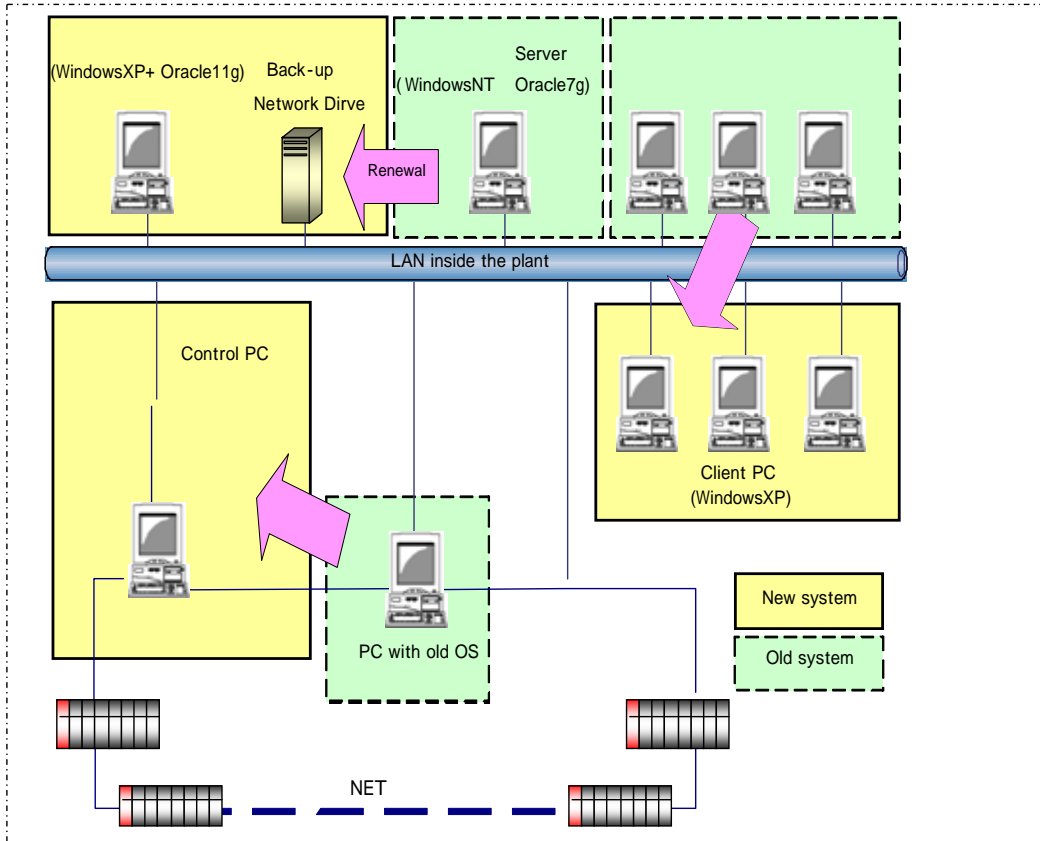 (WindowsXP+ Oracle11g)
Back-up
Network Dirve
Server
(WindowsNT Oracle7g)
Renewal
LAN inside the plant
Control PC
Client PC
(WindowsXP)
PC with old OS
New system
Old system
NET